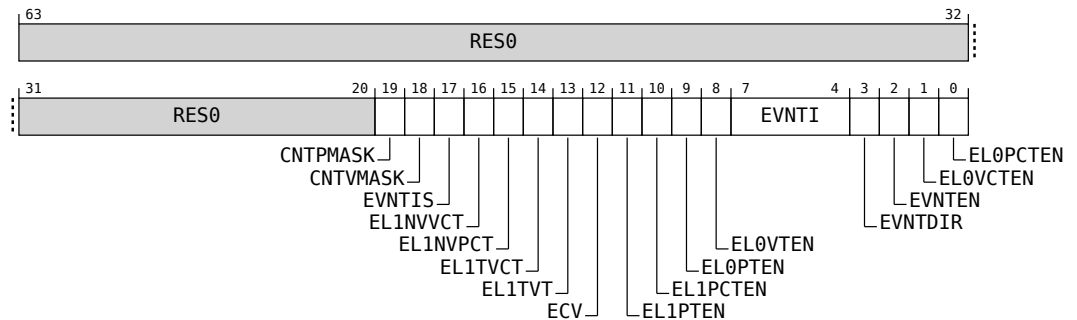 63 32
RES0
31 20 19 18 17 16 15 14 13 12 11 10 9 8 7 4 3 2 1 0
RES0 EVNTI
CNTPMASK EL0PCTEN
CNTVMASK EL0VCTEN
EVNTIS EVNTEN
EL1NVVCT EVNTDIR
EL1NVPCT EL0VTEN
EL1TVCT EL0PTEN
EL1TVT EL1PCTEN
ECV EL1PTEN